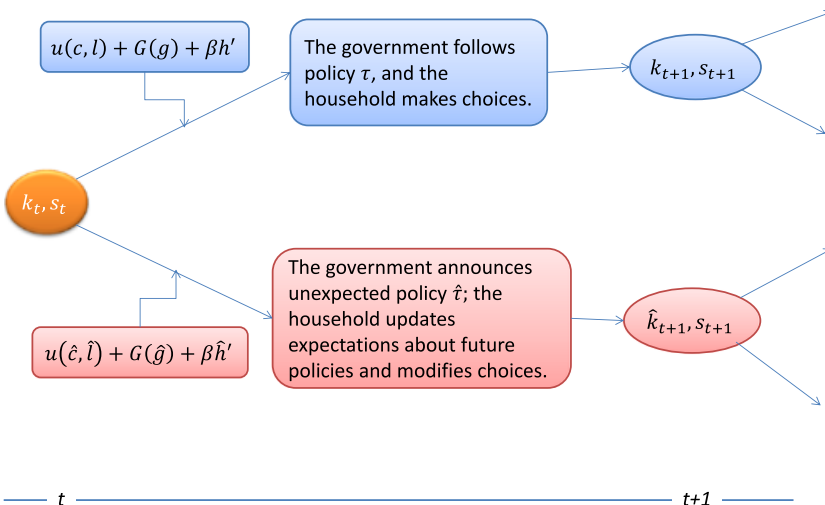 u(c, l) + G(g) + βh′
The government follows
policy τ, and the
household makes choices.
k_{t+1}, s_{t+1}
k_t, s_t
The government announces
unexpected policy τ̂; the
household updates
expectations about future
policies and modifies choices.
k̂_{t+1}, s_{t+1}
u(ĉ, l̂) + G(ĝ) + βĥ′
t
t+1